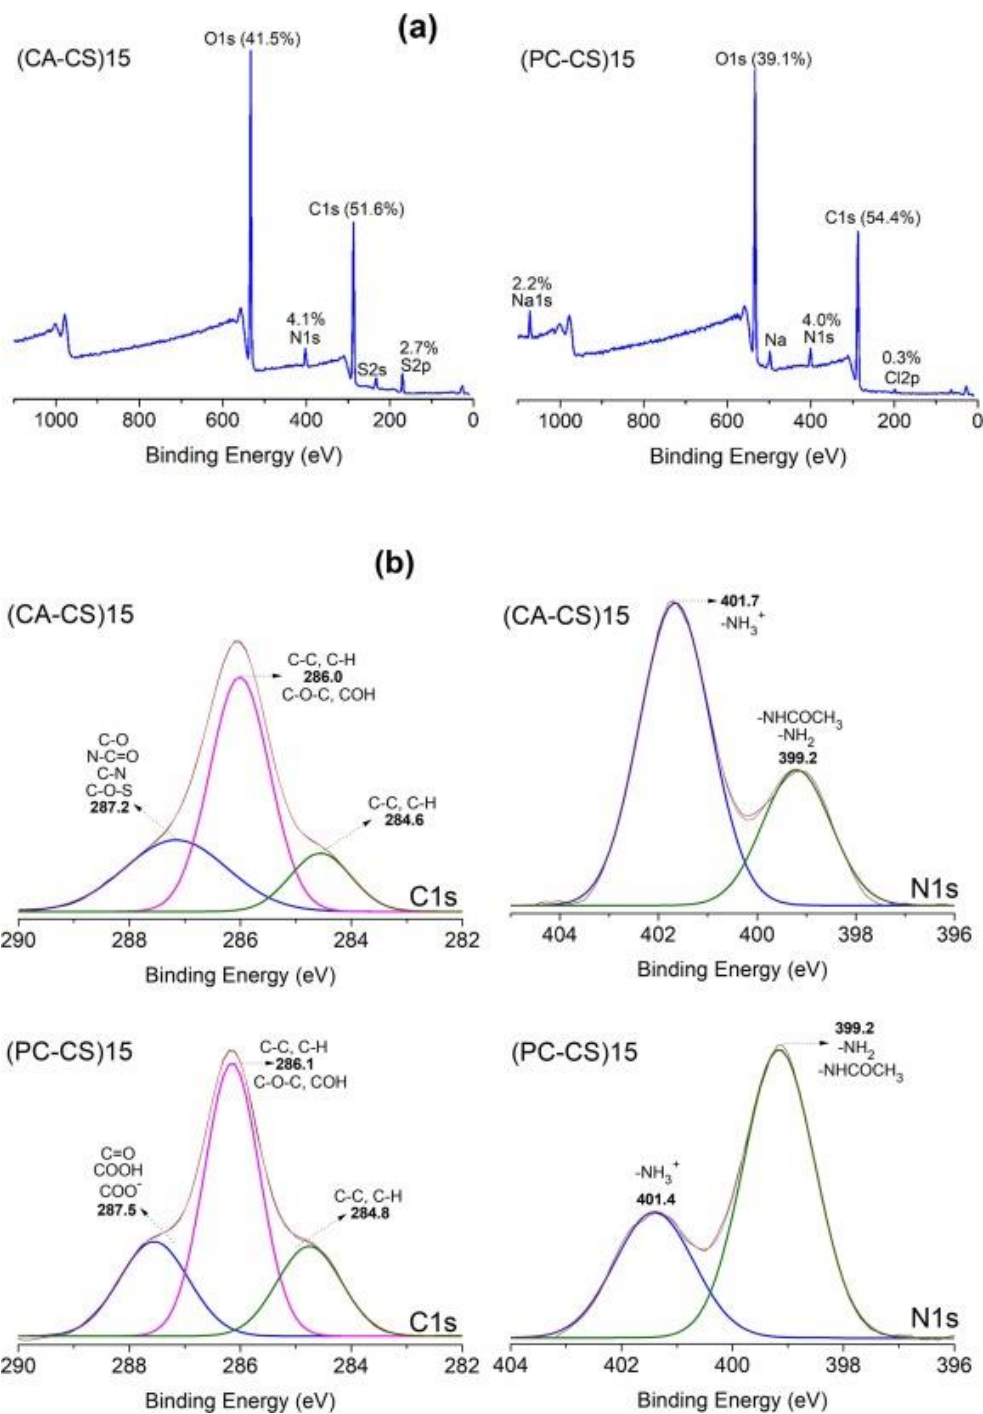 (a)
(CA-CS)15
O1s (41.5%)
C1s (51.6%)
4.1%
N1s
S2s
2.7%
S2p
1000 800 600 400 200 0
Binding Energy (eV)
(PC-CS)15
O1s (39.1%)
C1s (54.4%)
2.2%
Na1s
Na
4.0%
N1s
0.3%
Cl2p
1000 800 600 400 200 0
Binding Energy (eV)
(b)
(CA-CS)15
C-C, C-H
286.0
C-O-C, COH
C-O
N-C=O
C-N
C-O-S
287.2
C-C, C-H
284.6
C1s
290 288 286 284 282
Binding Energy (eV)
(CA-CS)15
401.7
-NH₃⁺
-NHCOCH₃
-NH₂
399.2
N1s
404 402 400 398 396
Binding Energy (eV)
(PC-CS)15
C-C, C-H
286.1
C-O-C, COH
C=O
COOH
COO⁻
287.5
C-C, C-H
284.8
C1s
290 288 286 284 282
Binding Energy (eV)
(PC-CS)15
399.2
-NH₂
-NHCOCH₃
-NH₃⁺
401.4
N1s
404 402 400 398 396
Binding Energy (eV)